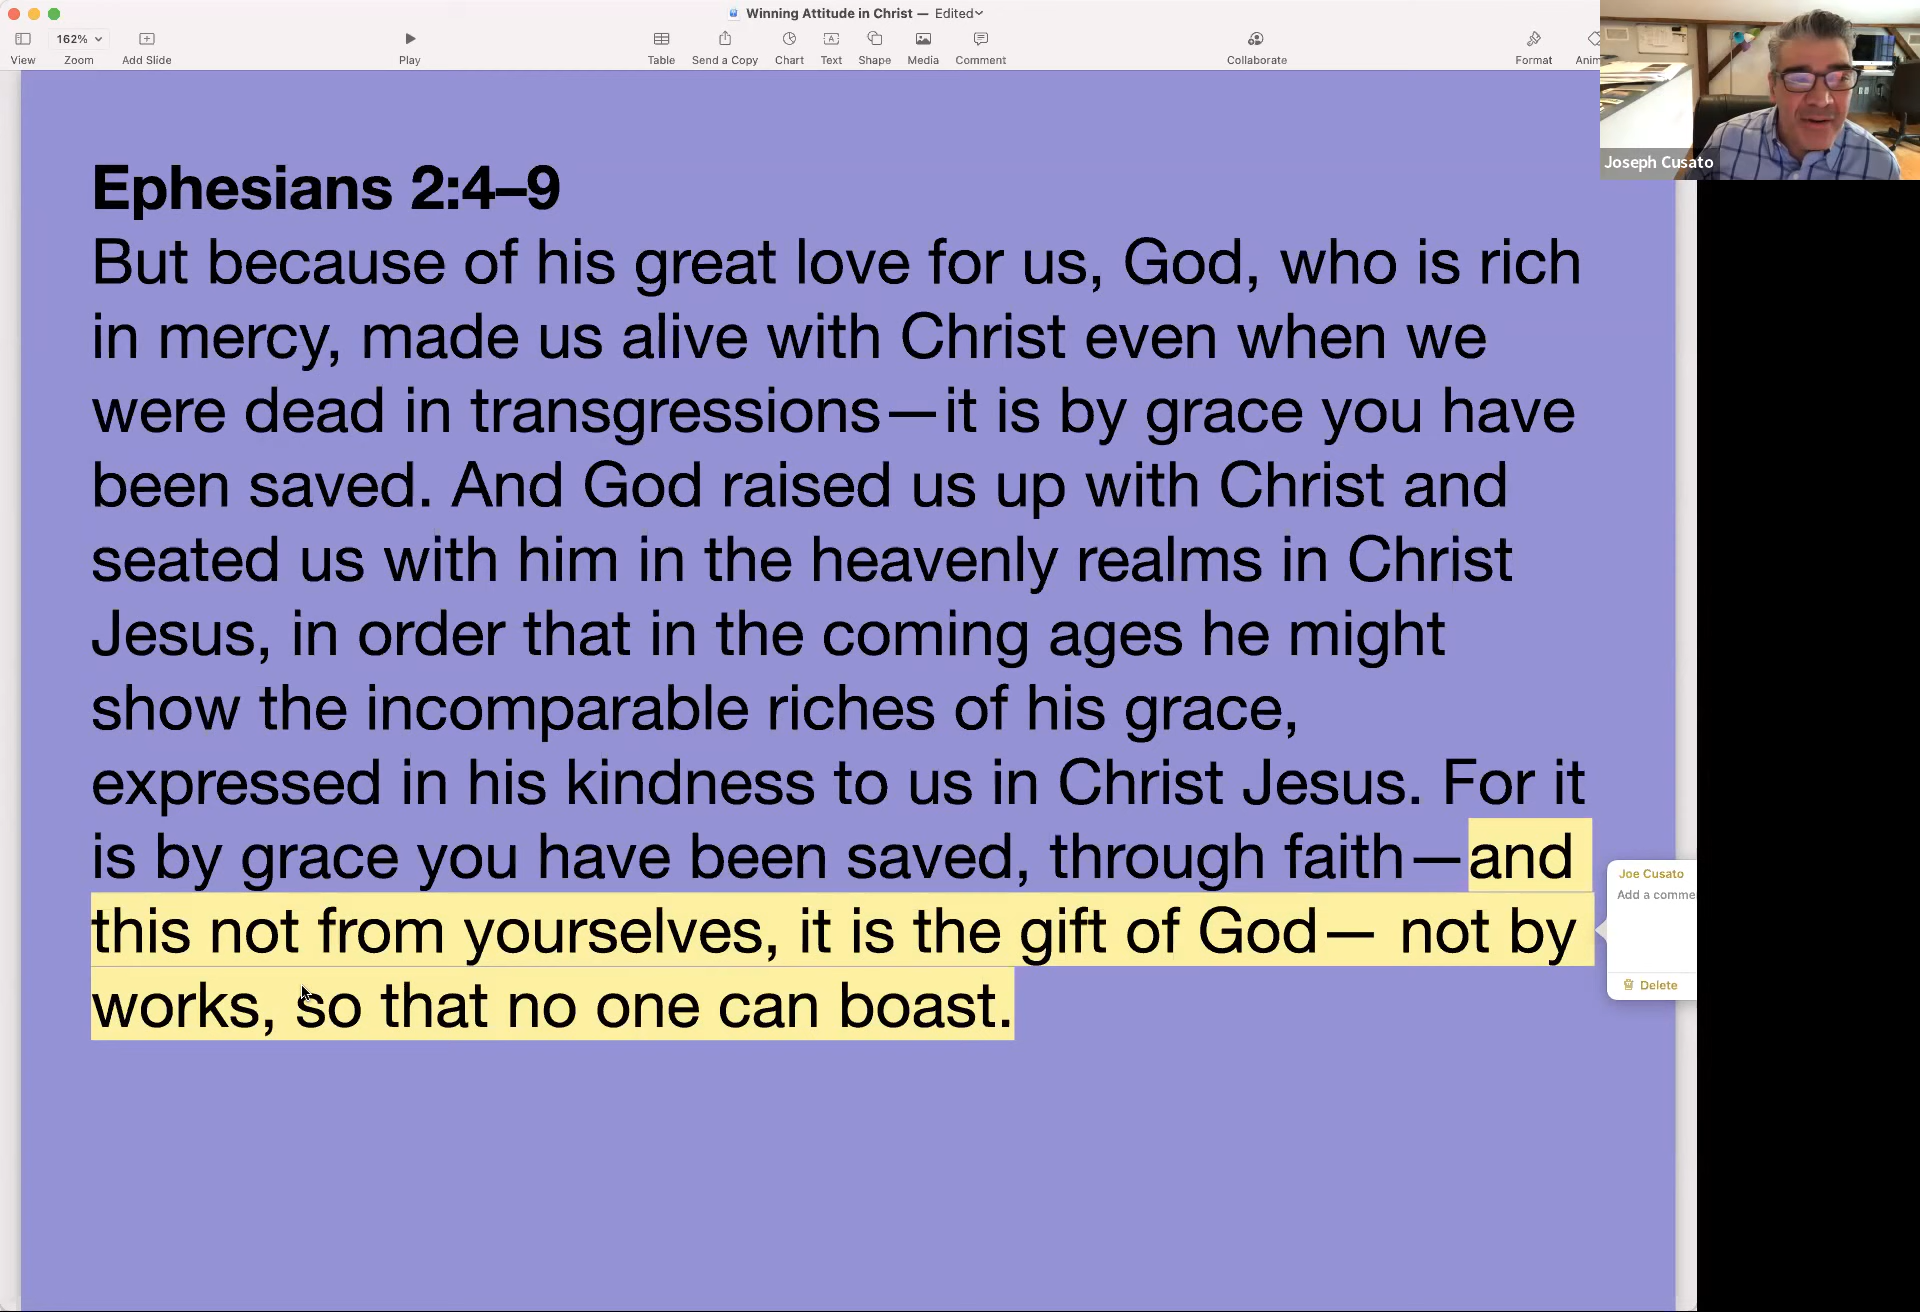 Winning Attitude in Christ — Edited
162%
View
Zoom
Add Slide
Play
Table
Send a Copy
Chart
Text
Shape
Media
Comment
Collaborate
Format
Joseph Cusato
Ephesians 2:4–9
But because of his great love for us, God, who is rich
in mercy, made us alive with Christ even when we
were dead in transgressions—it is by grace you have
been saved. And God raised us up with Christ and
seated us with him in the heavenly realms in Christ
Jesus, in order that in the coming ages he might
show the incomparable riches of his grace,
expressed in his kindness to us in Christ Jesus. For it
is by grace you have been saved, through faith—and
this not from yourselves, it is the gift of God— not by
works, so that no one can boast.
Joe Cusato
Add a
Delete